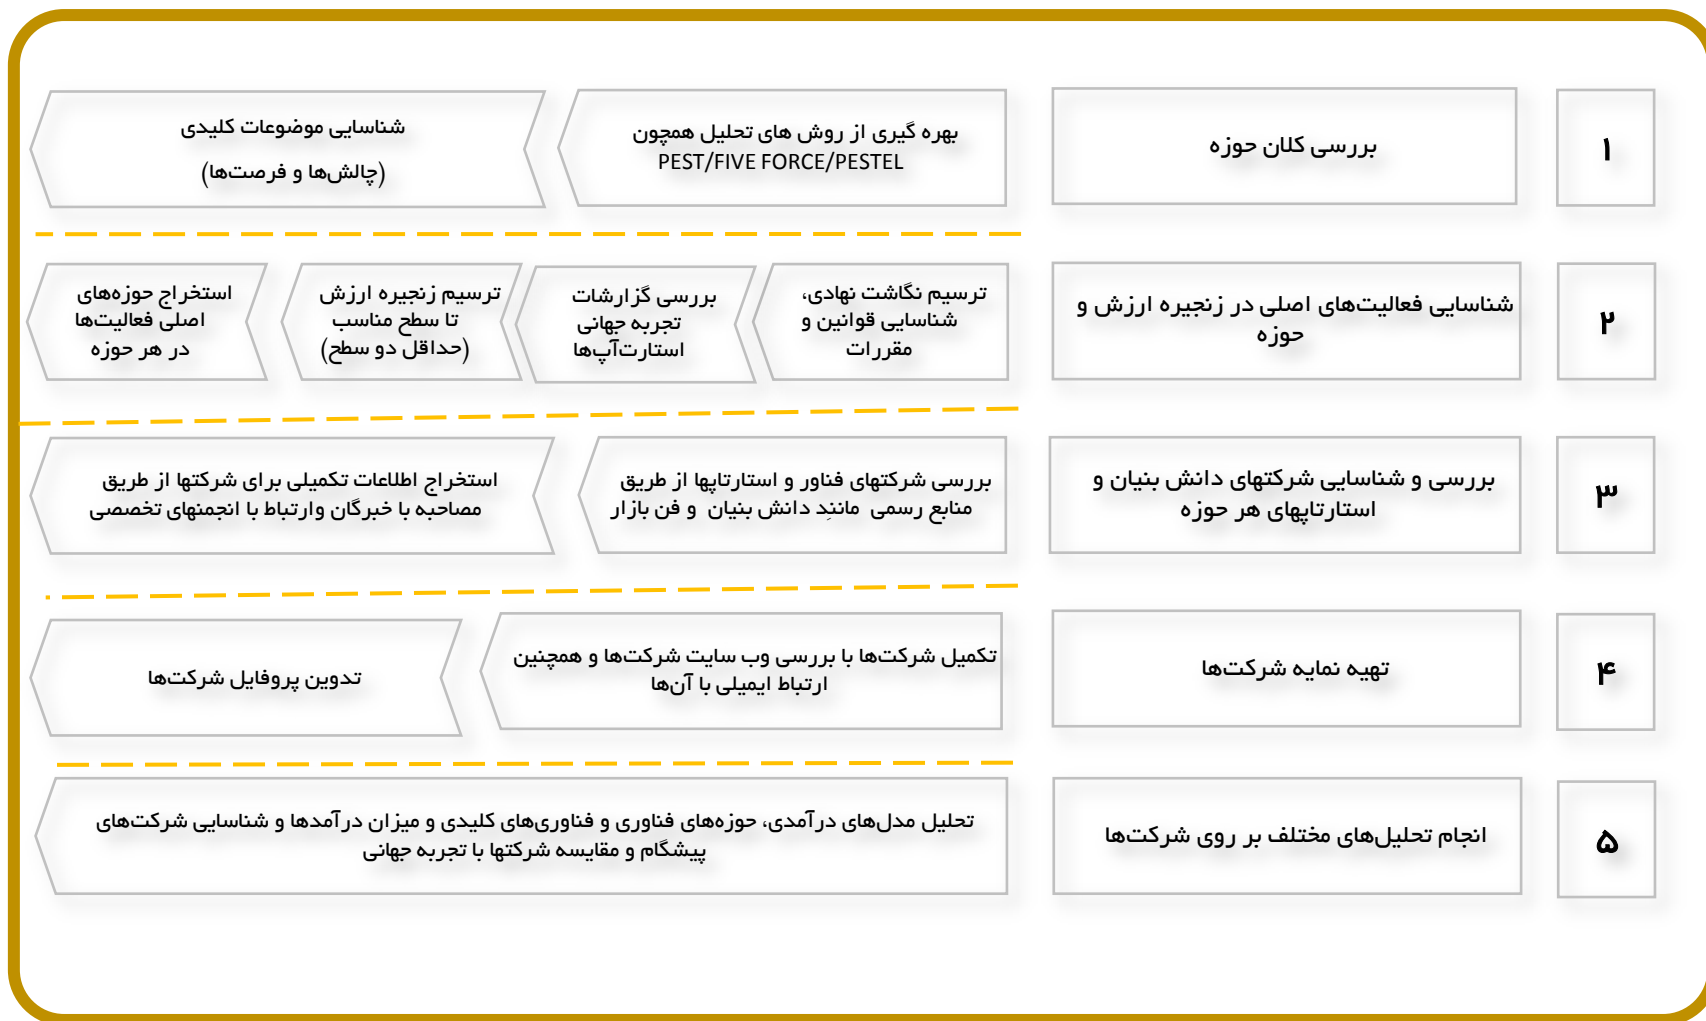 ۱
بررسی کلان حوزه
بهره گیری از روش های تحلیل همچون
PEST/FIVE FORCE/PESTEL
شناسایی موضوعات کلیدی
(چالش‌ها و فرصت‌ها)
۲
شناسایی فعالیت‌های اصلی در زنجیره ارزش و
حوزه
ترسیم نگاشت نهادی،
شناسایی قوانین و
مقررات
بررسی گزارشات
تجربه جهانی
استارت‌آپ‌ها
ترسیم زنجیره ارزش
تا سطح مناسب
(حداقل دو سطح)
استخراج حوزه‌های
اصلی فعالیت‌ها
در هر حوزه
۳
بررسی و شناسایی شرکتهای دانش بنیان و
استارتاپهای هر حوزه
بررسی شرکتهای فناور و استارتاپها از طریق
منابع رسمی مانندِ دانش بنیان و فن بازار
استخراج اطلاعات تکمیلی برای شرکتها از طریق
مصاحبه با خبرگان وارتباط با انجمنهای تخصصی
۴
تهیه نمایه شرکت‌ها
تکمیل شرکت‌ها با بررسی وب سایت شرکت‌ها و همچنین
ارتباط ایمیلی با آن‌ها
تدوین پروفایل شرکت‌ها
۵
انجام تحلیل‌های مختلف بر روی شرکت‌ها
تحلیل مدل‌های درآمدی، حوزه‌های فناوری و فناوری‌های کلیدی و میزان درآمدها و شناسایی شرکت‌های
پیشگام و مقایسه شرکتها با تجربه جهانی